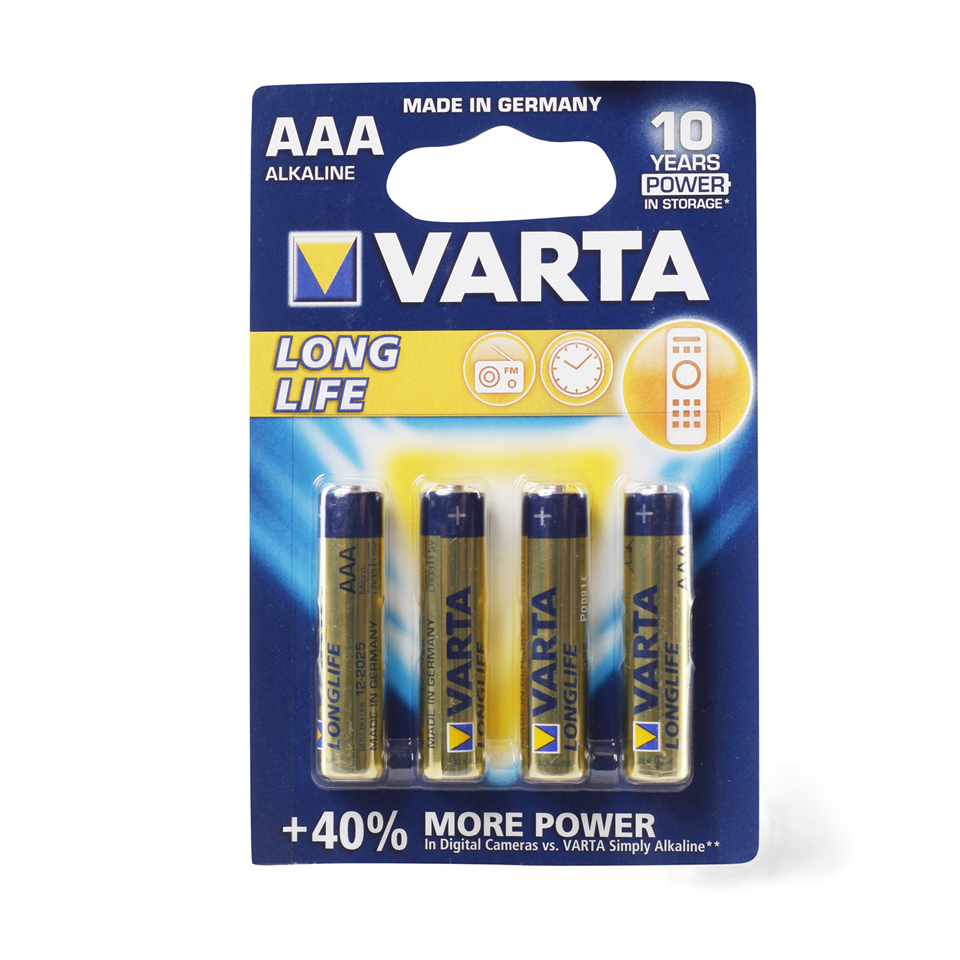 MADE IN GERMANY
AAA
ALKALINE
10
YEARS
POWER
IN STORAGE*
VARTA
LONG
LIFE
FM
+40%
MORE POWER
In Digital Cameras vs. VARTA Simply Alkaline**
AAA
LONGLIFE
12-2025
MADE IN GERMANY
+
MADE IN GERMANY
VARTA
LONGLIFE
+
VARTA
LONGLIFE
+
AAA
VARTA
LONGLIFE